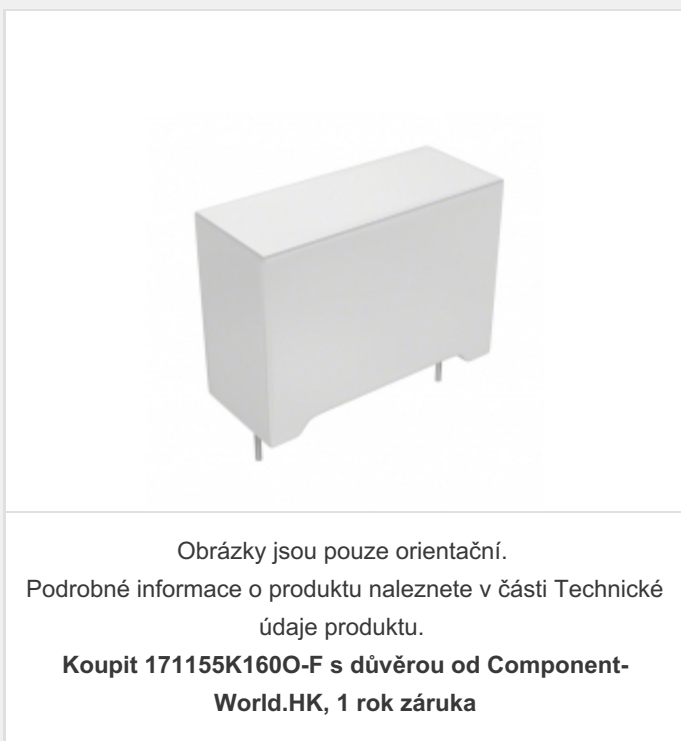 Obrázky jsou pouze orientační.
Podrobné informace o produktu naleznete v části Technické
údaje produktu.
Koupit 171155K160O-F s důvěrou od Component-
World.HK, 1 rok záruka